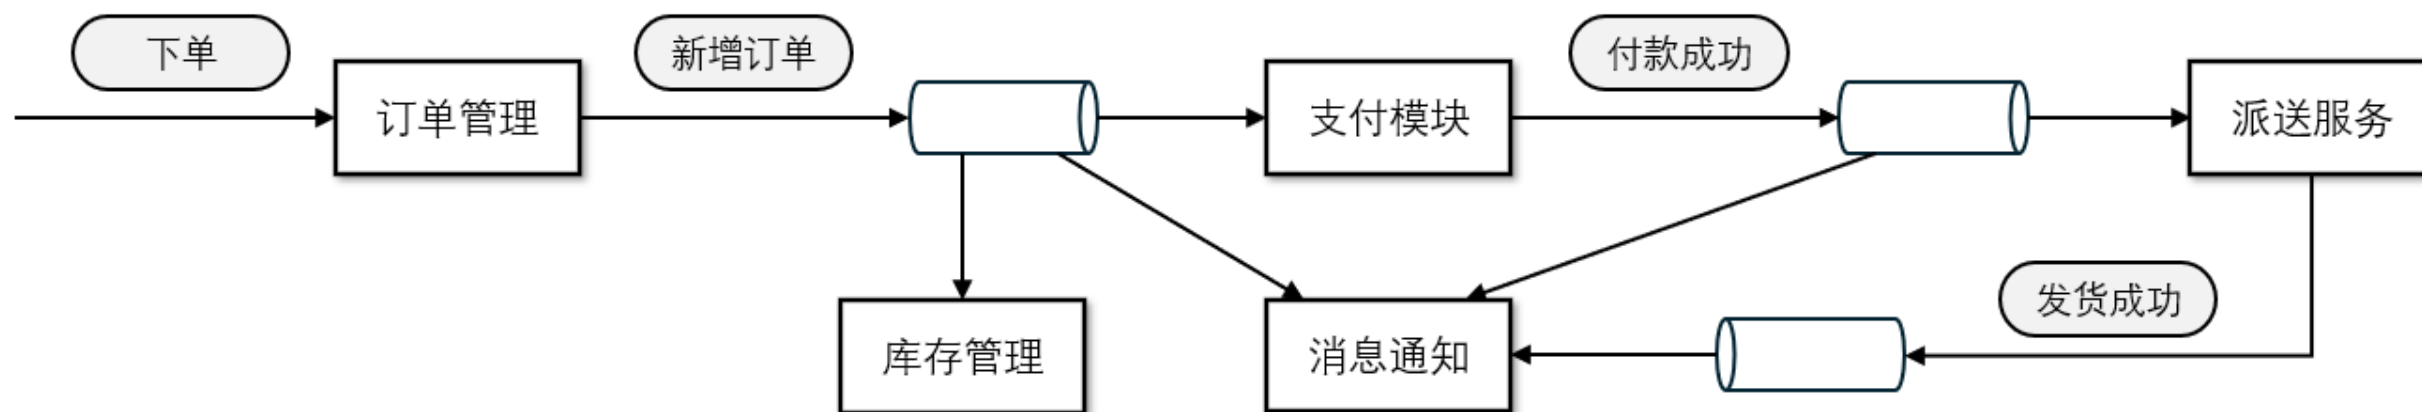 下单
新增订单
付款成功
订单管理
支付模块
派送服务
发货成功
库存管理
消息通知